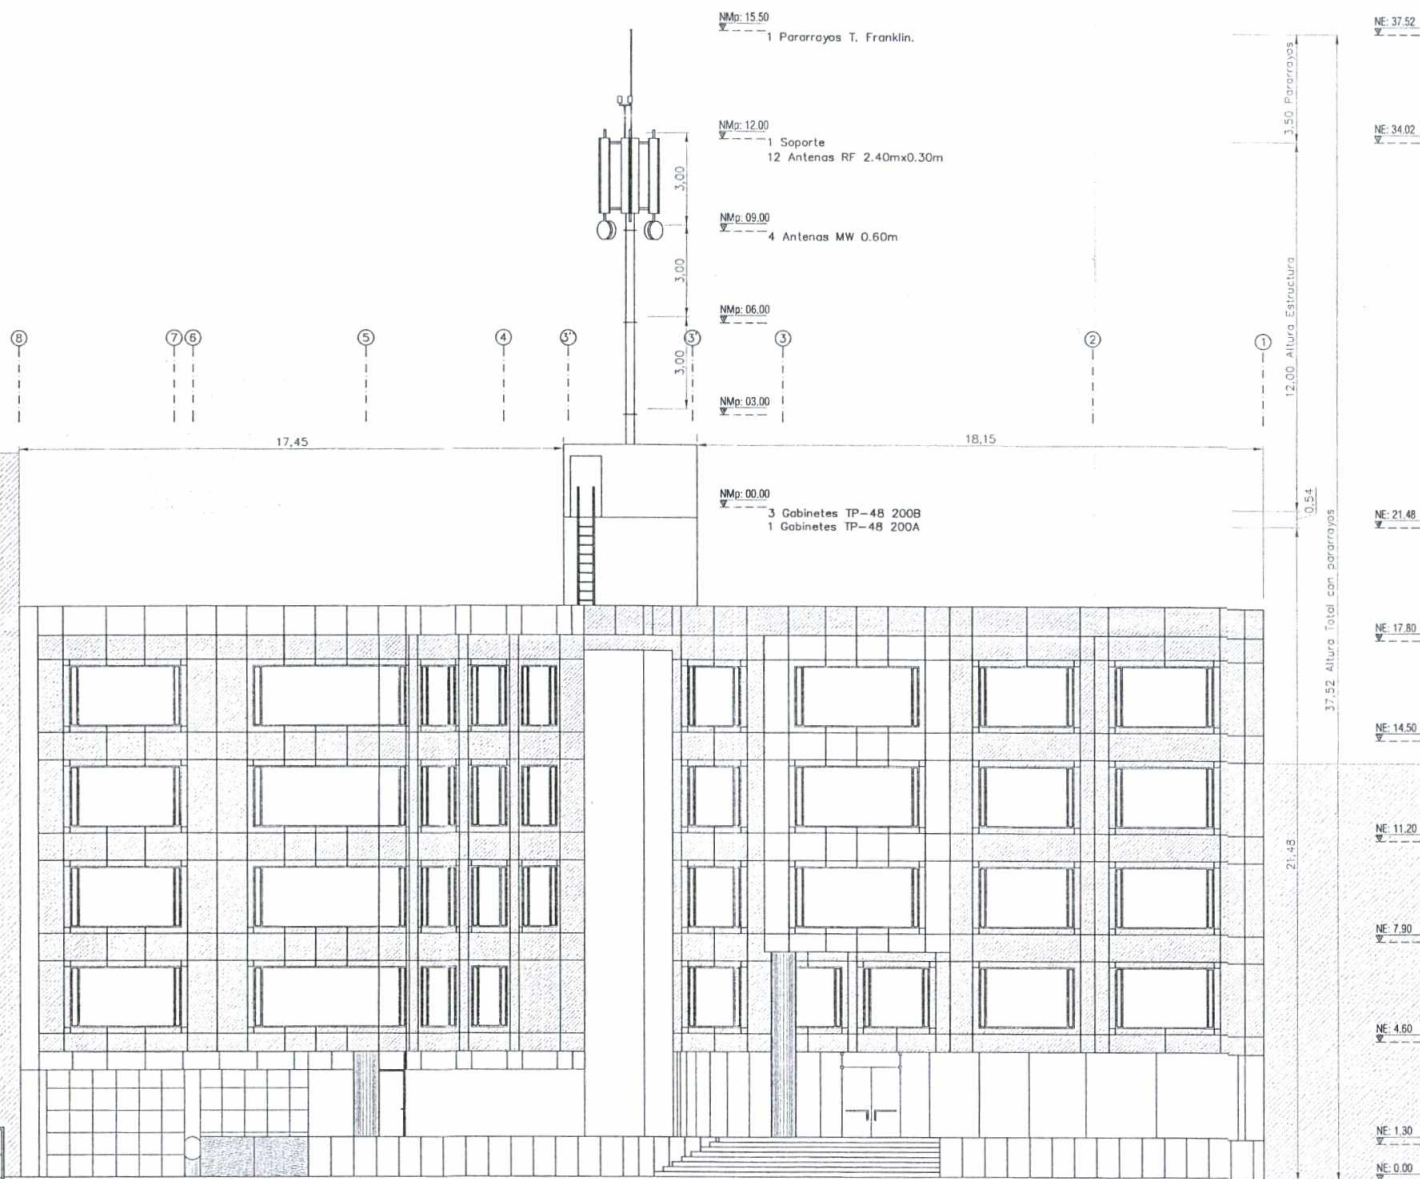 NMp: 15.50
1 Pararrayos T. Franklin.
NE: 37.52
3,50 Pararrayos
NMp: 12.00
1 Soporte
12 Antenas RF 2.40mx0.30m
NE: 34.02
3,00
NMp: 09.00
4 Antenas MW 0.60m
3,00
NMp: 06.00
12,00 Altura Estructura
8
7
6
5
4
3''
3'
3
2
1
3,00
NMp: 03.00
17,45
18,15
NMp: 00.00
3 Gabinetes TP-48 200B
1 Gabinetes TP-48 200A
0,54
NE: 21,48
37,52 Altura Total con pararrayos
NE: 17.80
NE: 14.50
NE: 11.20
21,48
NE: 7.90
NE: 4.60
NE: 1.30
NE: 0.00